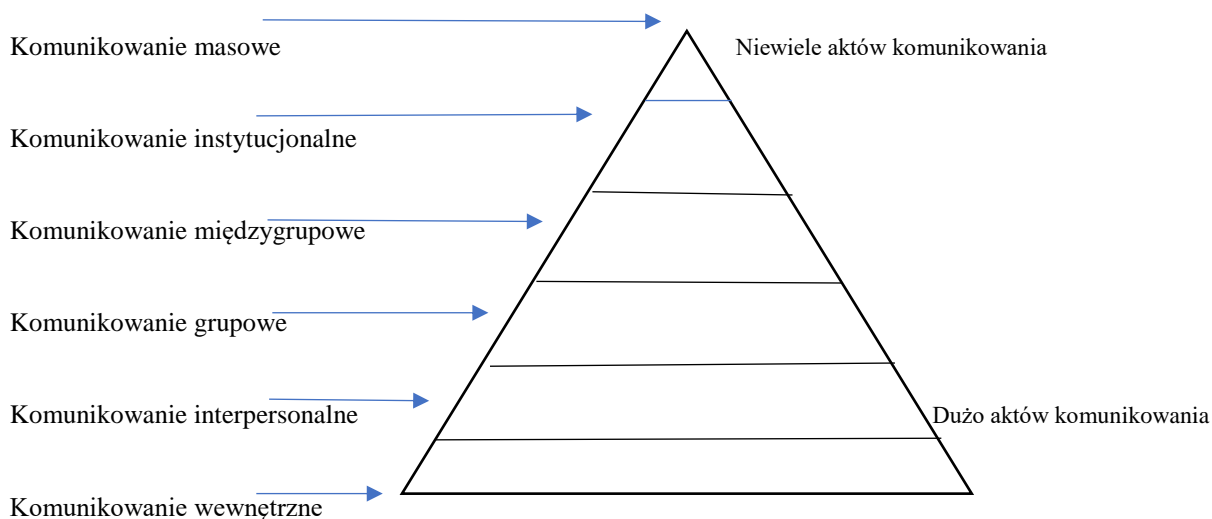 Komunikowanie masowe
Niewiele aktów komunikowania
Komunikowanie instytucjonalne
Komunikowanie międzygrupowe
Komunikowanie grupowe
Komunikowanie interpersonalne
Dużo aktów komunikowania
Komunikowanie wewnętrzne